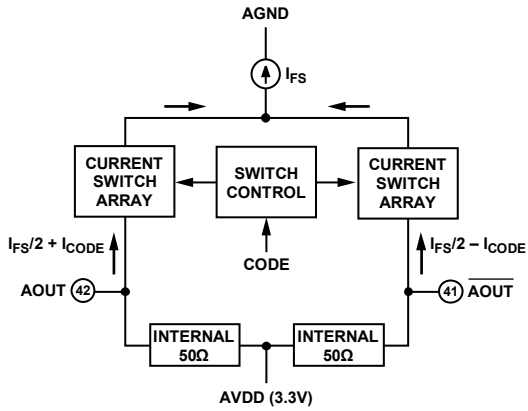 AGND
I_FS
CURRENT
SWITCH
ARRAY
SWITCH
CONTROL
CURRENT
SWITCH
ARRAY
I_FS/2 + I_CODE
CODE
I_FS/2 – I_CODE
AOUT 42
41 A̅O̅U̅T̅
INTERNAL
50Ω
INTERNAL
50Ω
AVDD (3.3V)